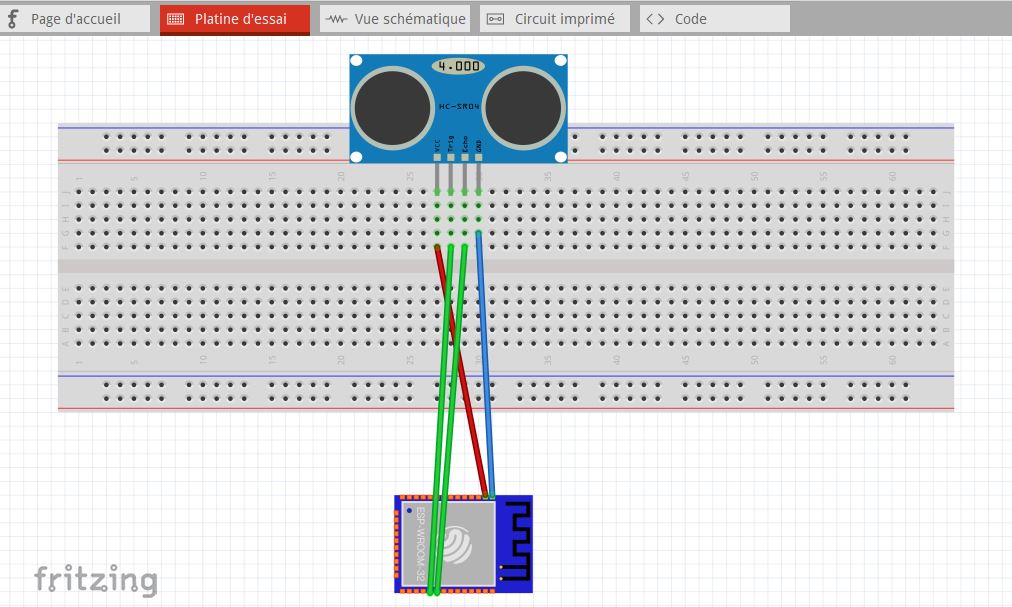 Page d'accueil
Platine d'essai
Vue schématique
Circuit imprimé
Code
4.000
HC-SR04
VCC
Trig
Echo
GND
1 5 10 15 20 25 30 35 40 45 50 55 60
J
I
H
G
F
E
D
C
B
A
1 5 10 15 20 25 30 35 40 45 50 55 60
ESP-WROOM-32
fritzing